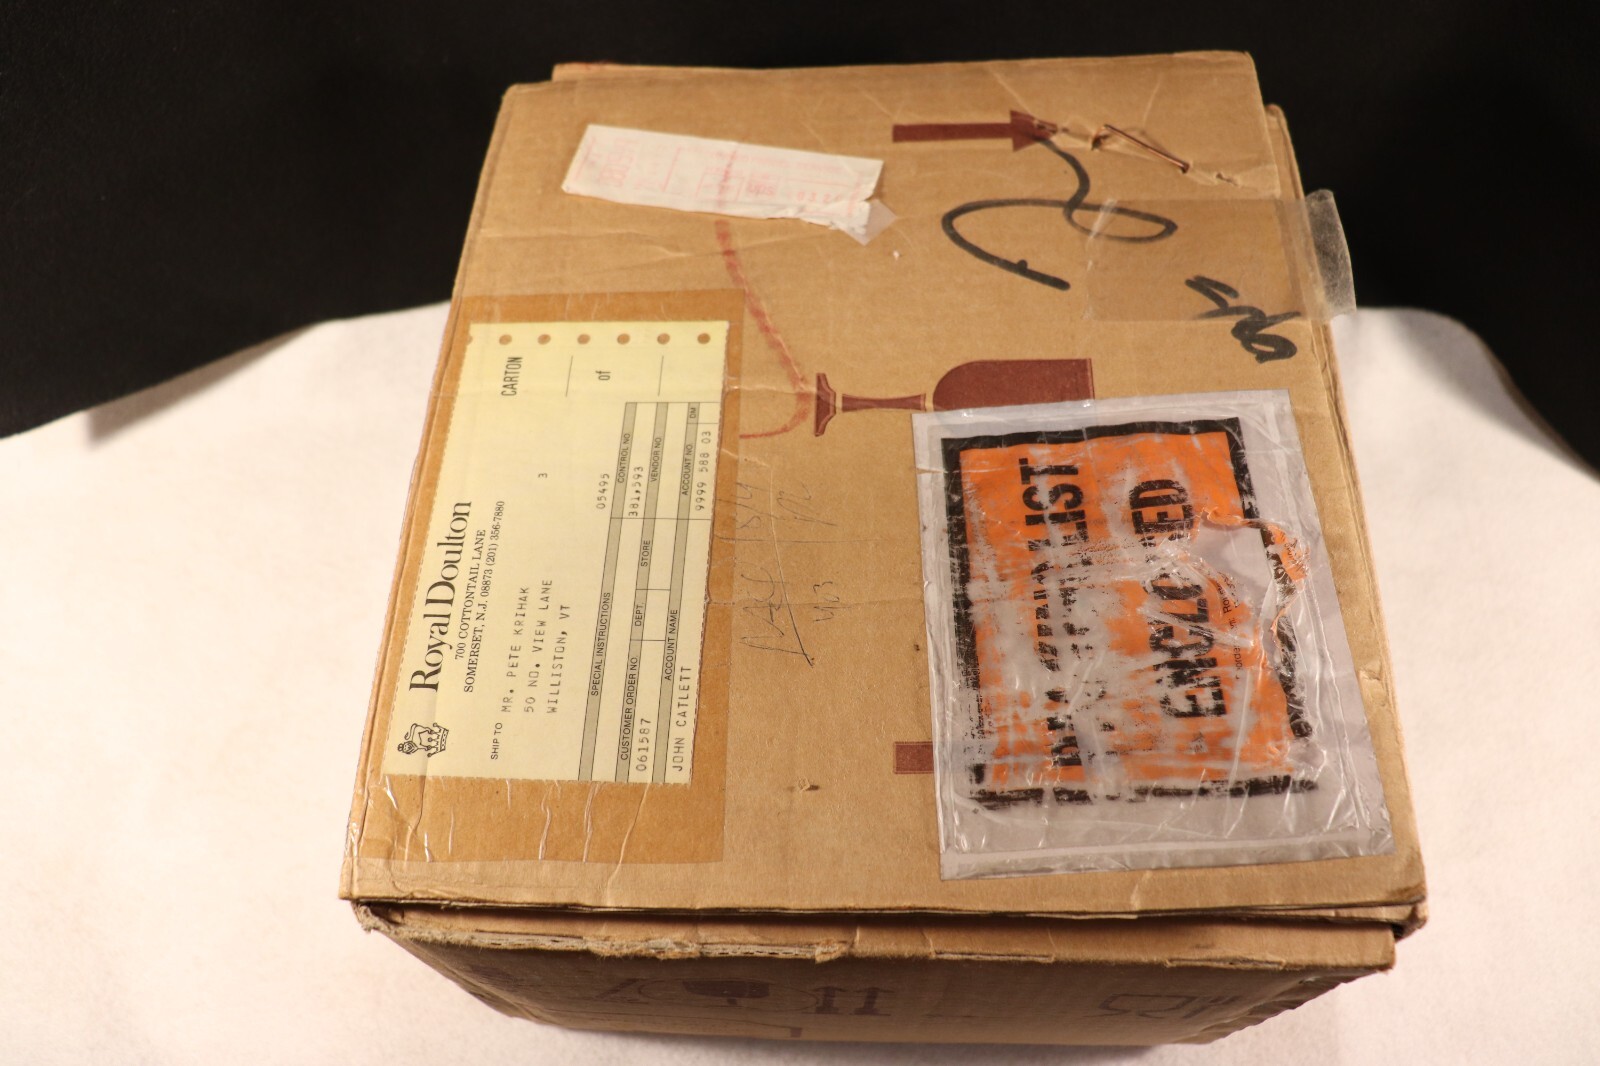 Royal Doulton
700 COTTONTAIL LANE
SOMERSET, N.J. 08873 (201) 356-7880
SHIP TO MR. PETE KRIHAK 3
50 NO. VIEW LANE
WILLISTON, VT
CARTON
of
05495
SPECIAL INSTRUCTIONS CONTROL NO.
381,593
CUSTOMER ORDER NO. DEPT. STORE VENDOR NO.
061587
ACCOUNT NAME ACCOUNT NO. DM
JOHN CATLETT 9999 588 03
LIST
ENCLOSED